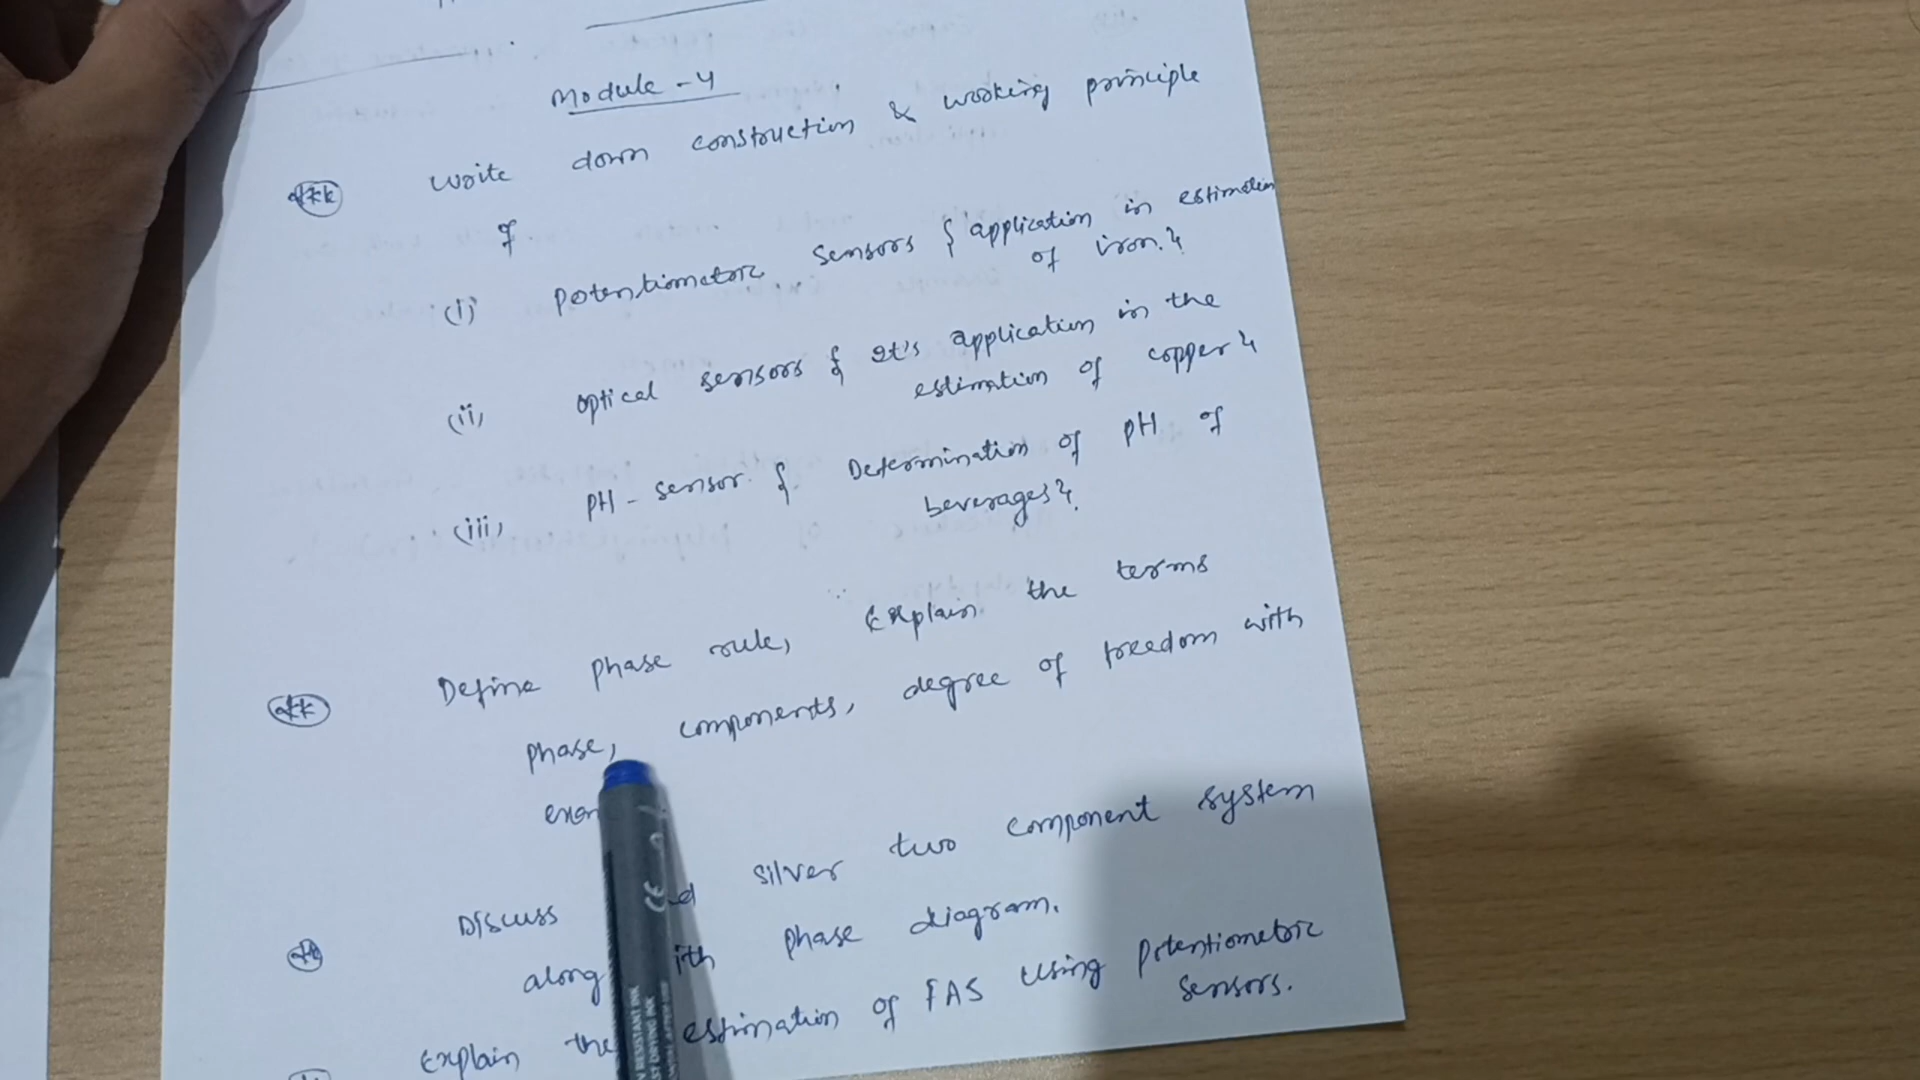 Module - 4
*** Write down construction & working principle
of
(i) Potentiometric sensors & application in estimation
of iron.?
(ii) optical sensors & It's application in the
estimation of copper?
(iii) PH - sensor & Determination of pH of
beverages?
** Define phase rule, Explain the terms
phase, components, degree of freedom with
Discuss silver two component system
along phase diagram.
Explain the estimation of FAS using potentiometric
sensors.
CE